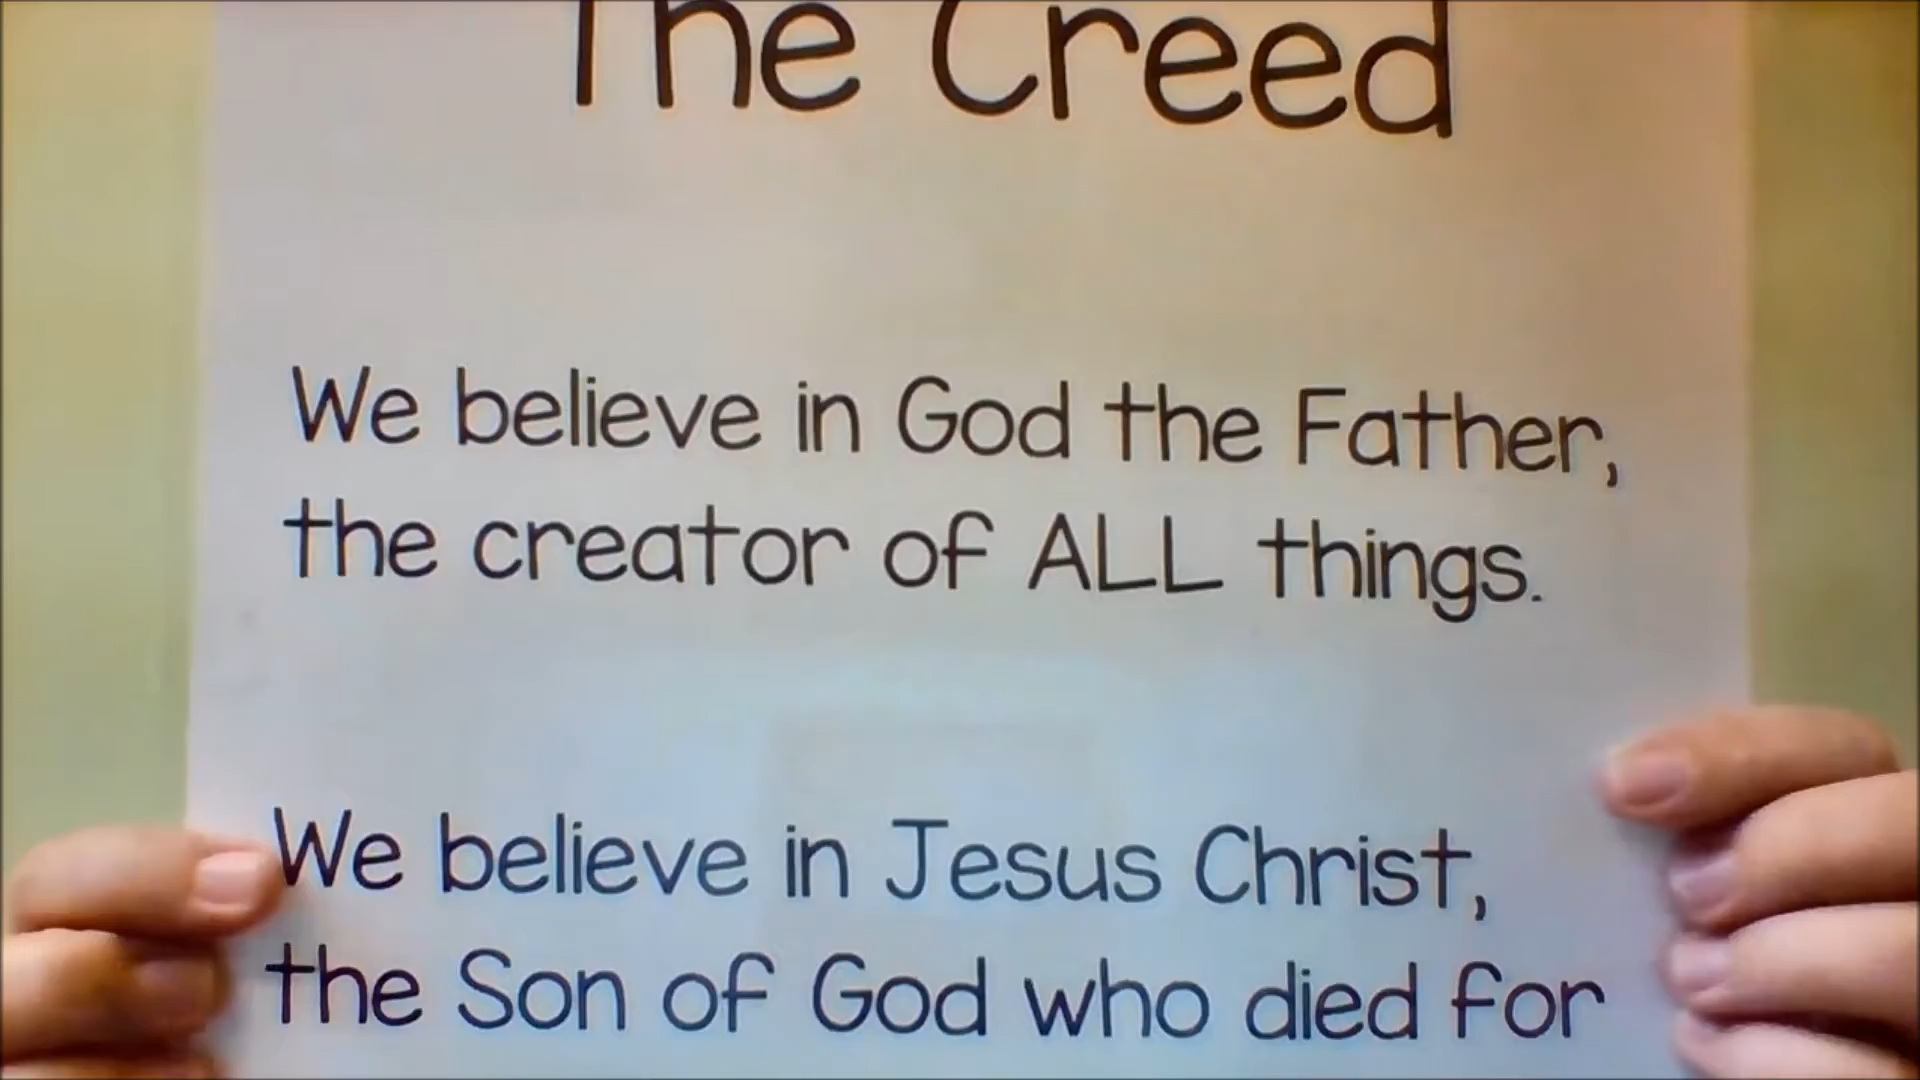 The Creed
We believe in God the Father,
the creator of ALL things.
We believe in Jesus Christ,
the Son of God who died for